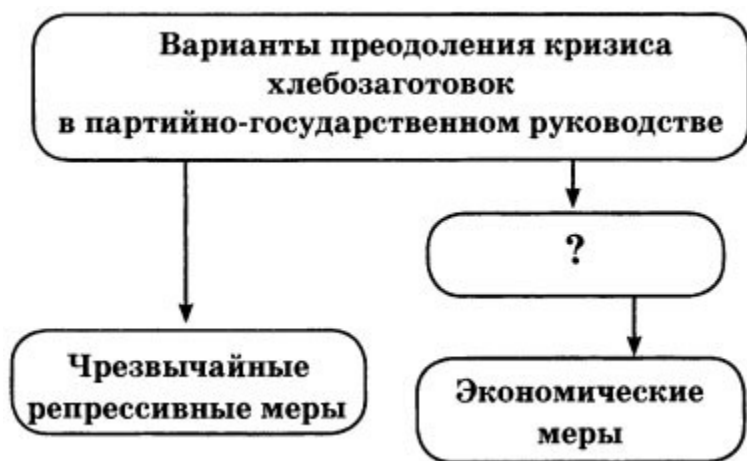 Варианты преодоления кризиса
хлебозаготовок
в партийно-государственном руководстве
?
Чрезвычайные
репрессивные меры
Экономические
меры